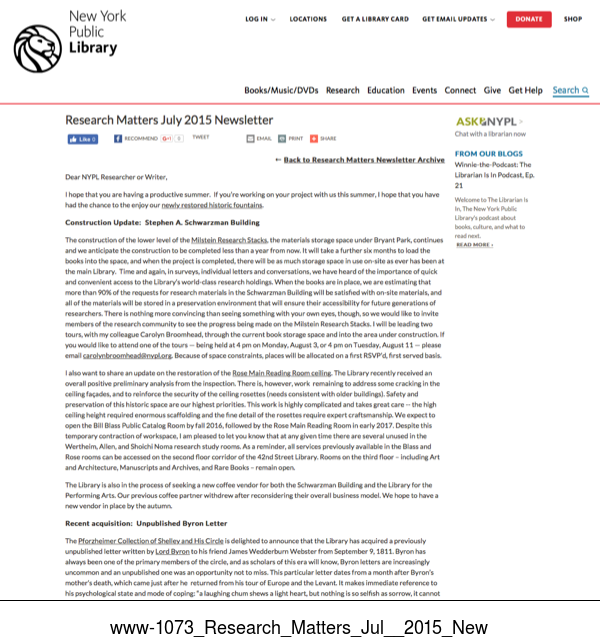 New York
Public
Library
LOG IN
LOCATIONS
GET A LIBRARY CARD
GET EMAIL UPDATES
DONATE
SHOP
Books/Music/DVDs Research Education Events Connect Give Get Help Search
Research Matters July 2015 Newsletter
Like 0
RECOMMEND
G+1
0
TWEET
EMAIL
PRINT
SHARE
← Back to Research Matters Newsletter Archive
Dear NYPL Researcher or Writer,
I hope that you are having a productive summer. If you're working on your project with us this summer, I hope that you have
had the chance to the enjoy our newly restored historic fountains.
Construction Update: Stephen A. Schwarzman Building
The construction of the lower level of the Milstein Research Stacks, the materials storage space under Bryant Park, continues
and we anticipate the construction to be completed less than a year from now. It will take a further six months to load the
books into the space, and when the project is completed, there will be as much storage space in use on-site as ever has been at
the main Library. Time and again, in surveys, individual letters and conversations, we have heard of the importance of quick
and convenient access to the Library's world-class research holdings. When the books are in place, we are estimating that
more than 90% of the requests for research materials in the Schwarzman Building will be satisfied with on-site materials, and
all of the materials will be stored in a preservation environment that will ensure their accessibility for future generations of
researchers. There is nothing more convincing than seeing something with your own eyes, though, so we would like to invite
members of the research community to see the progress being made on the Milstein Research Stacks. I will be leading two
tours, with my colleague Carolyn Broomhead, through the current book storage space and into the area under construction. If
you would like to attend one of the tours -- being held at 4 pm on Monday, August 3, or 4 pm on Tuesday, August 11 -- please
email carolynbroomhead@nypl.org. Because of space constraints, places will be allocated on a first RSVP'd, first served basis.
I also want to share an update on the restoration of the Rose Main Reading Room ceiling. The Library recently received an
overall positive preliminary analysis from the inspection. There is, however, work remaining to address some cracking in the
ceiling façades, and to reinforce the security of the ceiling rosettes (needs consistent with older buildings). Safety and
preservation of this historic space are our highest priorities. This work is highly complicated and takes great care -- the high
ceiling height required enormous scaffolding and the fine detail of the rosettes require expert craftsmanship. We expect to
open the Bill Blass Public Catalog Room by fall 2016, followed by the Rose Main Reading Room in early 2017. Despite this
temporary contraction of workspace, I am pleased to let you know that at any given time there are several unused in the
Wertheim, Allen, and Shoichi Noma research study rooms. As a reminder, all services previously available in the Blass and
Rose rooms can be accessed on the second floor corridor of the 42nd Street Library. Rooms on the third floor – including Art
and Architecture, Manuscripts and Archives, and Rare Books – remain open.
The Library is also in the process of seeking a new coffee vendor for both the Schwarzman Building and the Library for the
Performing Arts. Our previous coffee partner withdrew after reconsidering their overall business model. We hope to have a
new vendor in place by the autumn.
Recent acquisition: Unpublished Byron Letter
The Pforzheimer Collection of Shelley and His Circle is delighted to announce that the Library has acquired a previously
unpublished letter written by Lord Byron to his friend James Wedderburn Webster from September 9, 1811. Byron has
always been one of the primary members of the circle, and as scholars of this era will know, Byron letters are increasingly
uncommon and an unpublished one was an opportunity not to miss. This particular letter dates from a month after Byron's
mother's death, which came just after he returned from his tour of Europe and the Levant. It makes immediate reference to
his psychological state and mode of coping: "a laughing chum shews a light heart, but nothing is so selfish as sorrow, it cannot
ASK NYPL
Chat with a librarian now
FROM OUR BLOGS
Winnie-the-Podcast: The
Librarian Is In Podcast, Ep.
21
Welcome to The Librarian Is
In, The New York Public
Library's podcast about
books, culture, and what to
read next.
READ MORE ›
www-1073_Research_Matters_Jul__2015_New